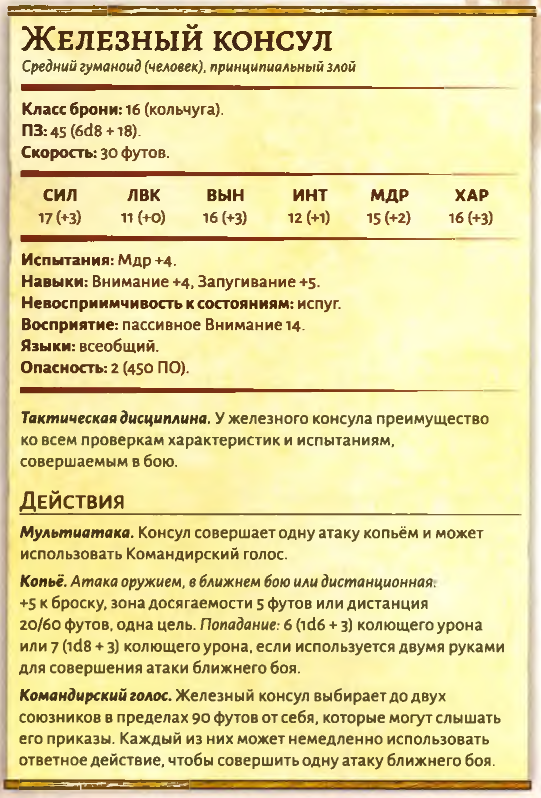 Железный консул
Средний гуманоид (человек), принципиальный злой
Класс брони: 16 (кольчуга).
ПЗ: 45 (6d8 + 18).
Скорость: 30 футов.
СИЛ ЛВК ВЫН ИНТ МДР ХАР
17 (+3) 11 (+0) 16 (+3) 12 (+1) 15 (+2) 16 (+3)
Испытания: Мдр +4.
Навыки: Внимание +4, Запугивание +5.
Невосприимчивость к состояниям: испуг.
Восприятие: пассивное Внимание 14.
Языки: всеобщий.
Опасность: 2 (450 ПО).
Тактическая дисциплина. У железного консула преимущество
ко всем проверкам характеристик и испытаниям,
совершаемым в бою.
Действия
Мультиатака. Консул совершает одну атаку копьём и может
использовать Командирский голос.
Копьё. Атака оружием, в ближнем бою или дистанционная:
+5 к броску, зона досягаемости 5 футов или дистанция
20/60 футов, одна цель. Попадание: 6 (1d6 + 3) колющего урона
или 7 (1d8 + 3) колющего урона, если используется двумя руками
для совершения атаки ближнего боя.
Командирский голос. Железный консул выбирает до двух
союзников в пределах 90 футов от себя, которые могут слышать
его приказы. Каждый из них может немедленно использовать
ответное действие, чтобы совершить одну атаку ближнего боя.